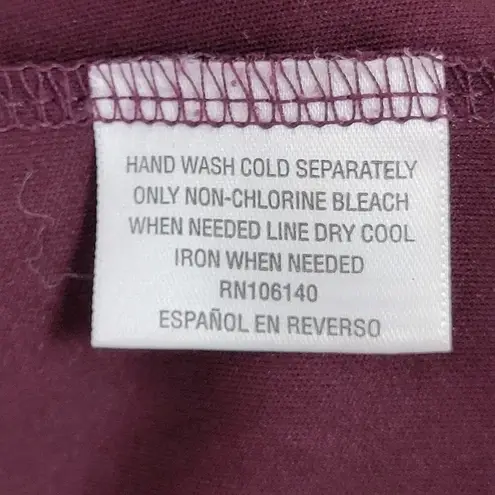 HAND WASH COLD SEPARATELY
ONLY NON-CHLORINE BLEACH
WHEN NEEDED LINE DRY COOL
IRON WHEN NEEDED
RN106140
ESPAÑOL EN REVERSO